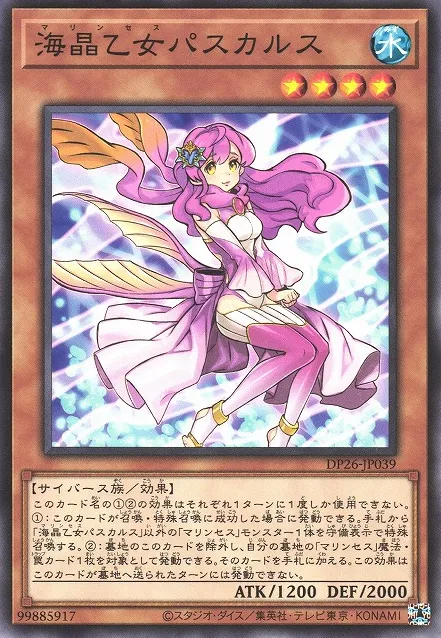 マリンセス
海晶乙女パスカルス
水
DP26-JP039
【サイバース族／効果】
このカード名の①②の効果はそれぞれ1ターンに1度しか使用できない。
①：このカードが召喚・特殊召喚に成功した場合に発動できる。手札から
「海晶乙女パスカルス」以外の「マリンセス」モンスター1体を守備表示で特殊
召喚する。②：墓地のこのカードを除外し、自分の墓地の「マリンセス」魔法・
罠カード1枚を対象として発動できる。そのカードを手札に加える。この効果は
このカードが墓地へ送られたターンには発動できない。
ATK/1200 DEF/2000
99885917 ©スタジオ・ダイス／集英社・テレビ東京・KONAMI